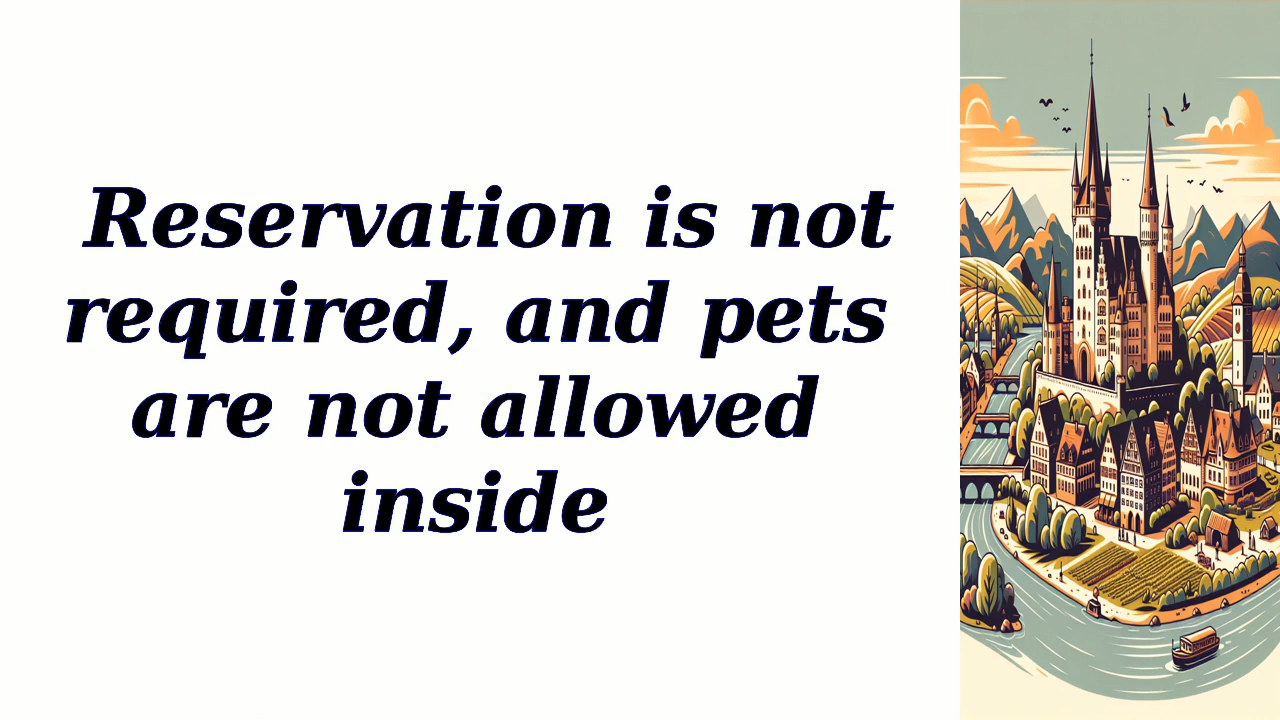 Reservation is not
required, and pets
are not allowed
inside